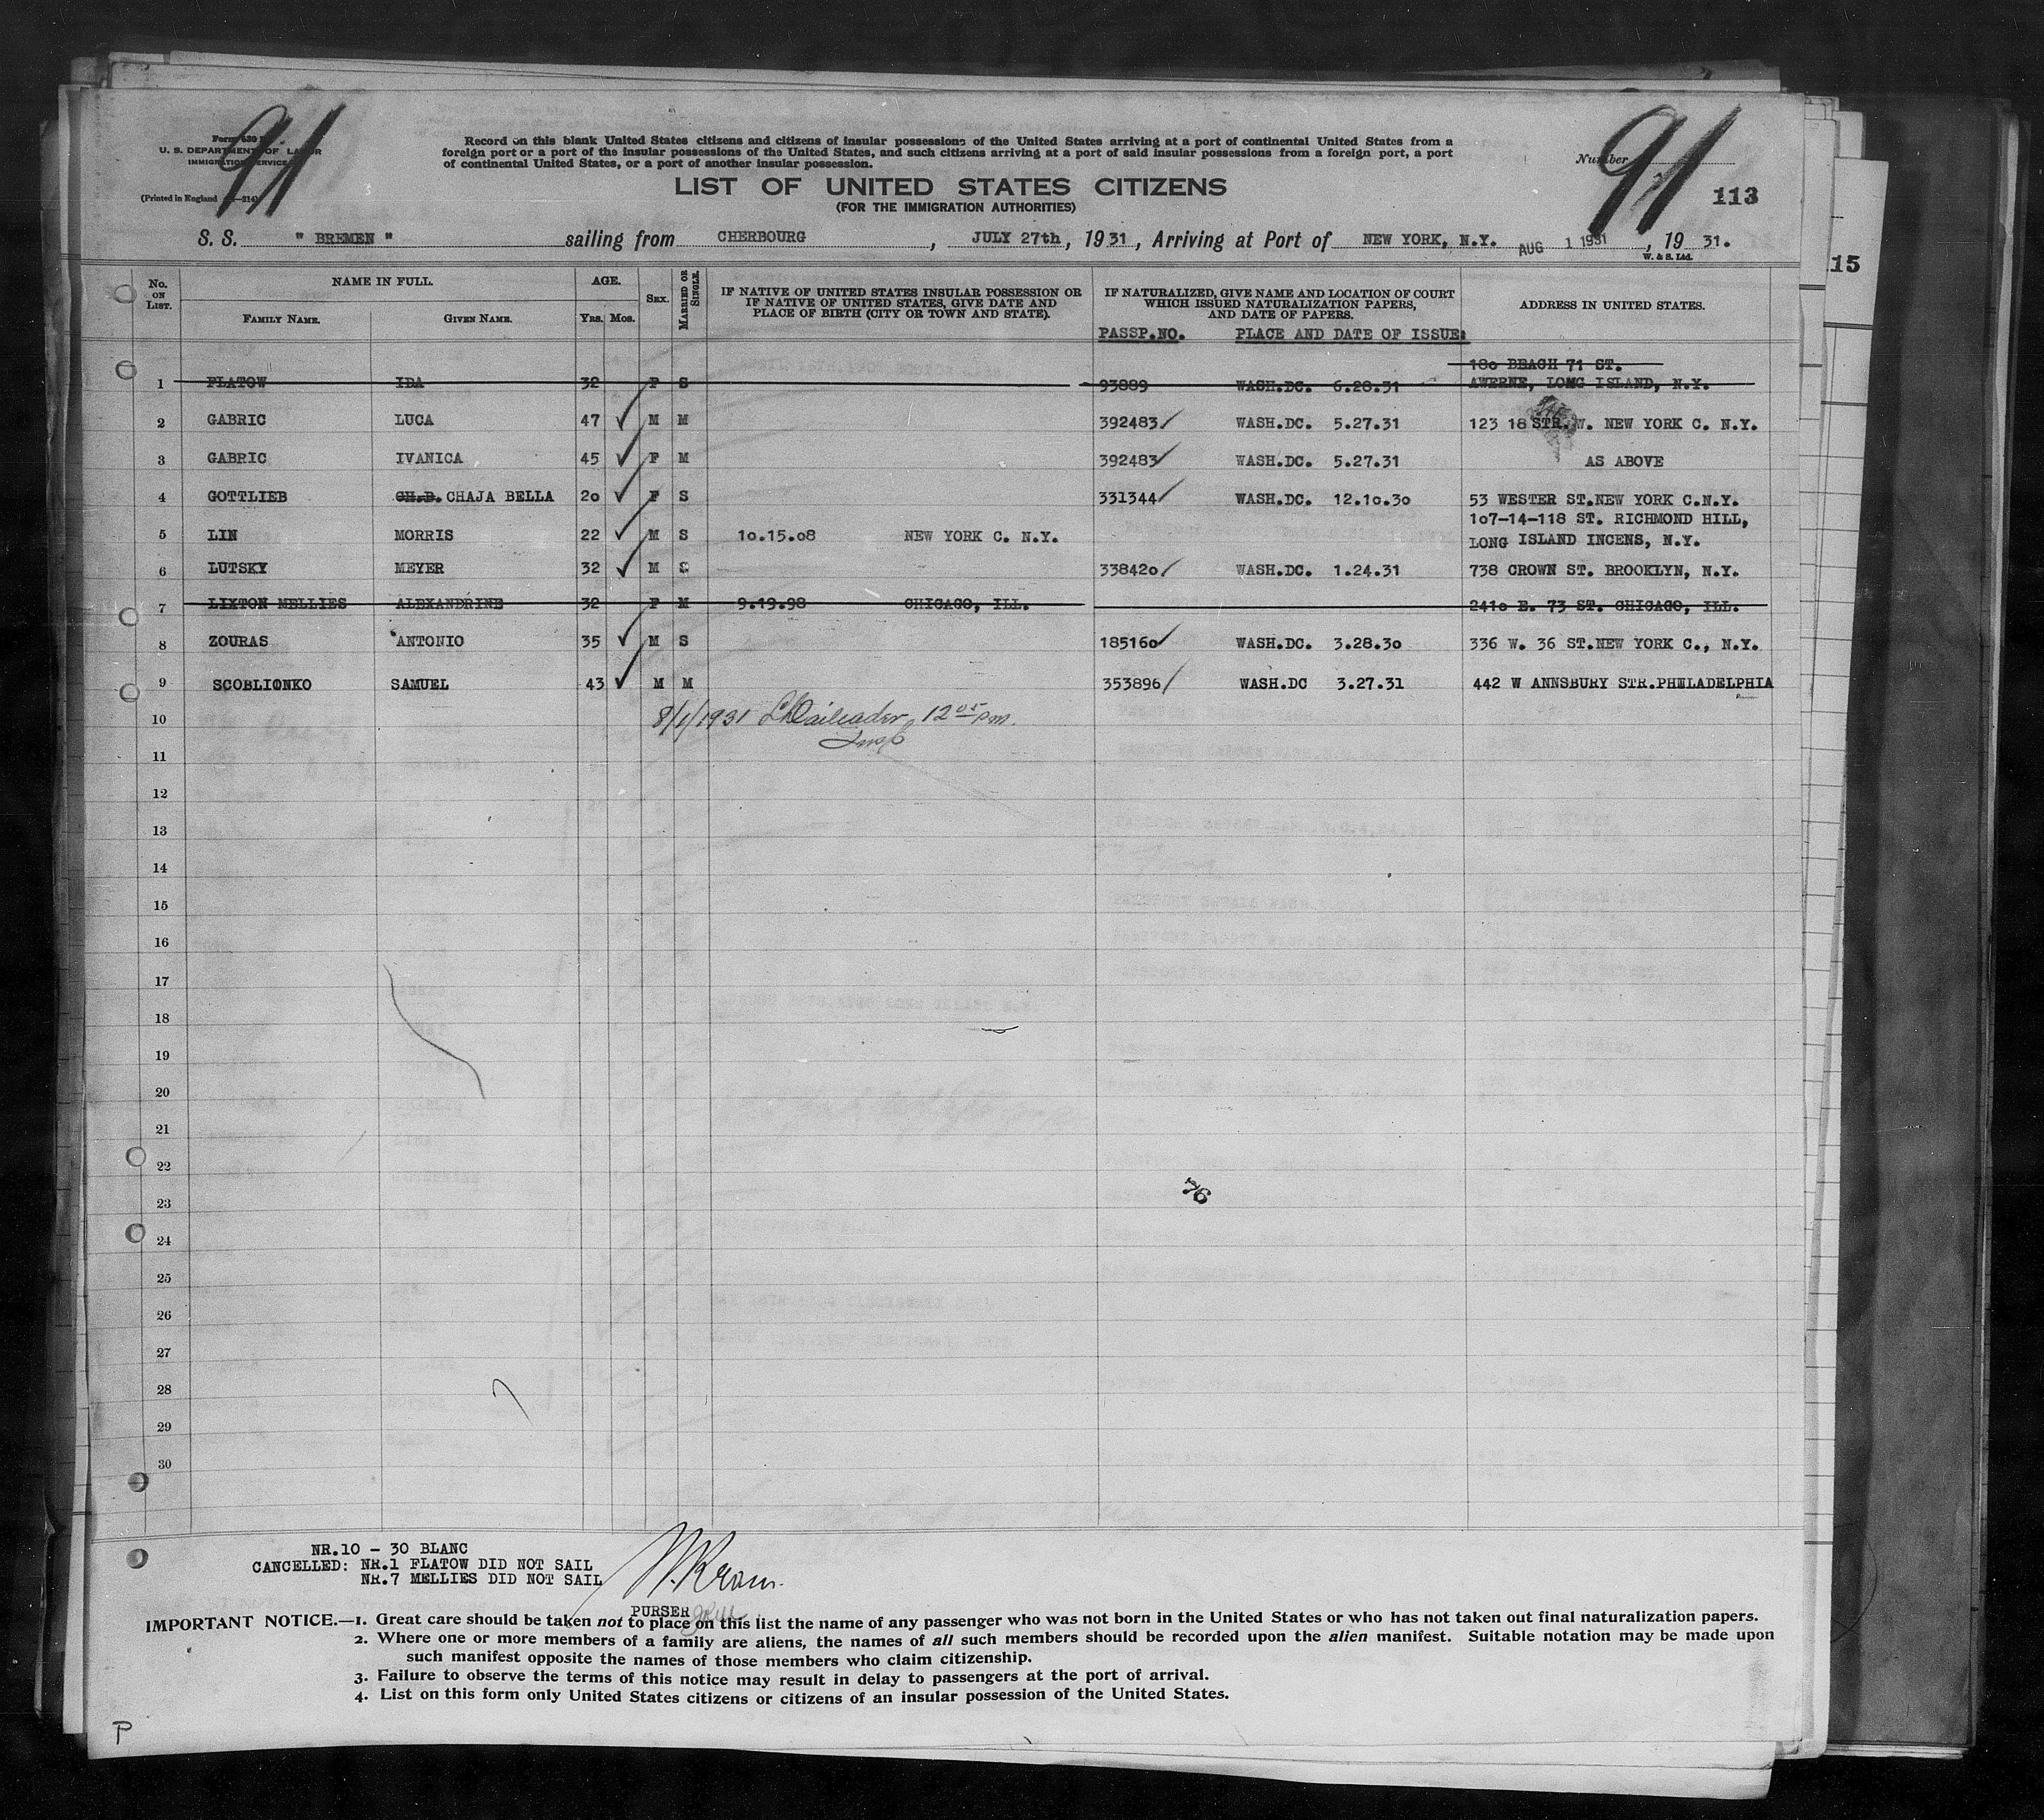 91
91
Form 630
U. S. DEPARTMENT OF LABOR
IMMIGRATION SERVICE
(Printed in England
Record on this blank United States citizens and citizens of insular possessions of the United States arriving at a port of continental United States from a
foreign port or a port of the insular possessions of the United States, and such citizens arriving at a port of said insular possessions from a foreign port, a port
of continental United States, or a port of another insular possession.
Number
113
LIST OF UNITED STATES CITIZENS
(FOR THE IMMIGRATION AUTHORITIES)
S. S. " BREMEN " sailing from CHERBOURG , JULY 27th, 1931, Arriving at Port of NEW YORK, N.Y. AUG 1 1931, 19 31.
W. & S. Ltd.
15
No. ON LIST.
NAME IN FULL.
FAMILY NAME. GIVEN NAME.
AGE.
YRS. MOS.
SEX.
MARRIED OR SINGLE.
IF NATIVE OF UNITED STATES INSULAR POSSESSION OR
IF NATIVE OF UNITED STATES, GIVE DATE AND
PLACE OF BIRTH (CITY OR TOWN AND STATE).
IF NATURALIZED, GIVE NAME AND LOCATION OF COURT
WHICH ISSUED NATURALIZATION PAPERS,
AND DATE OF PAPERS.
PASSP.NO. PLACE AND DATE OF ISSUE:
ADDRESS IN UNITED STATES.
180 BEACH 71 ST.
1 FLATOW IDA 32 F S 93889 WASH.DC. 6.20.31 AWERNE, LONG ISLAND, N.Y.
2 GABRIC LUCA 47 M M 392483 WASH.DC. 5.27.31 123 18 STR. W. NEW YORK C. N.Y.
3 GABRIC IVANICA 45 F M 392483 WASH.DC. 5.27.31 AS ABOVE
4 GOTTLIEB CH.B. CHAJA BELLA 20 F S 331344 WASH.DC. 12.10.30 53 WESTER ST.NEW YORK C.N.Y.
107-14-118 ST. RICHMOND HILL,
5 LIN MORRIS 22 M S 10.15.08 NEW YORK C. N.Y. LONG ISLAND INCENS, N.Y.
6 LUTSKY MEYER 32 M S 338420 WASH.DC. 1.24.31 738 CROWN ST. BROOKLYN, N.Y.
7 LIXTON MELLIES ALEXANDRINE 32 F M 9.19.98 CHICAGO, ILL. 2410 E. 73 ST. CHICAGO, ILL.
8 ZOURAS ANTONIO 35 M S 185160 WASH.DC. 3.28.30 336 W. 36 ST.NEW YORK C., N.Y.
9 SCOBLIONKO SAMUEL 43 M M 353896 WASH.DC 3.27.31 442 W ANNSBURY STR.PHILADELPHIA
10 8/1/1931 12 05 pm.
Insp
11
12
13
14
15
16
17
18
19
20
21
22
23
76
24
25
26
27
28
29
30
NR.10 - 30 BLANC
CANCELLED: NR.1 FLATOW DID NOT SAIL
NR.7 MELLIES DID NOT SAIL
PURSER
IMPORTANT NOTICE.—1. Great care should be taken not to place on this list the name of any passenger who was not born in the United States or who has not taken out final naturalization papers.
2. Where one or more members of a family are aliens, the names of all such members should be recorded upon the alien manifest. Suitable notation may be made upon
such manifest opposite the names of those members who claim citizenship.
3. Failure to observe the terms of this notice may result in delay to passengers at the port of arrival.
4. List on this form only United States citizens or citizens of an insular possession of the United States.
P